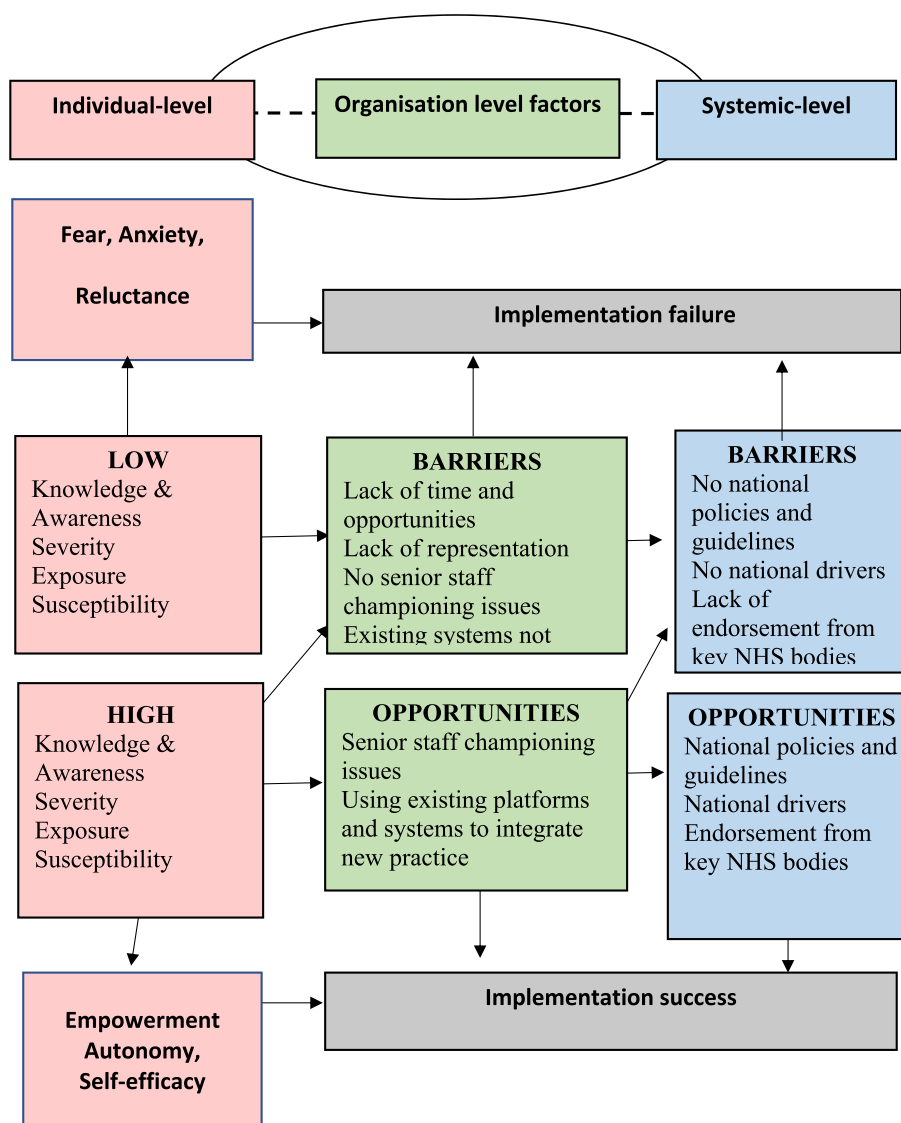 Individual-level
Organisation level factors
Systemic-level
Fear, Anxiety,
Reluctance
Implementation failure
LOW
Knowledge &
Awareness
Severity
Exposure
Susceptibility
BARRIERS
Lack of time and
opportunities
Lack of representation
No senior staff
championing issues
Existing systems not
BARRIERS
No national
policies and
guidelines
No national drivers
Lack of
endorsement from
key NHS bodies
HIGH
Knowledge &
Awareness
Severity
Exposure
Susceptibility
OPPORTUNITIES
Senior staff championing
issues
Using existing platforms
and systems to integrate
new practice
OPPORTUNITIES
National policies and
guidelines
National drivers
Endorsement from
key NHS bodies
Empowerment
Autonomy,
Self-efficacy
Implementation success